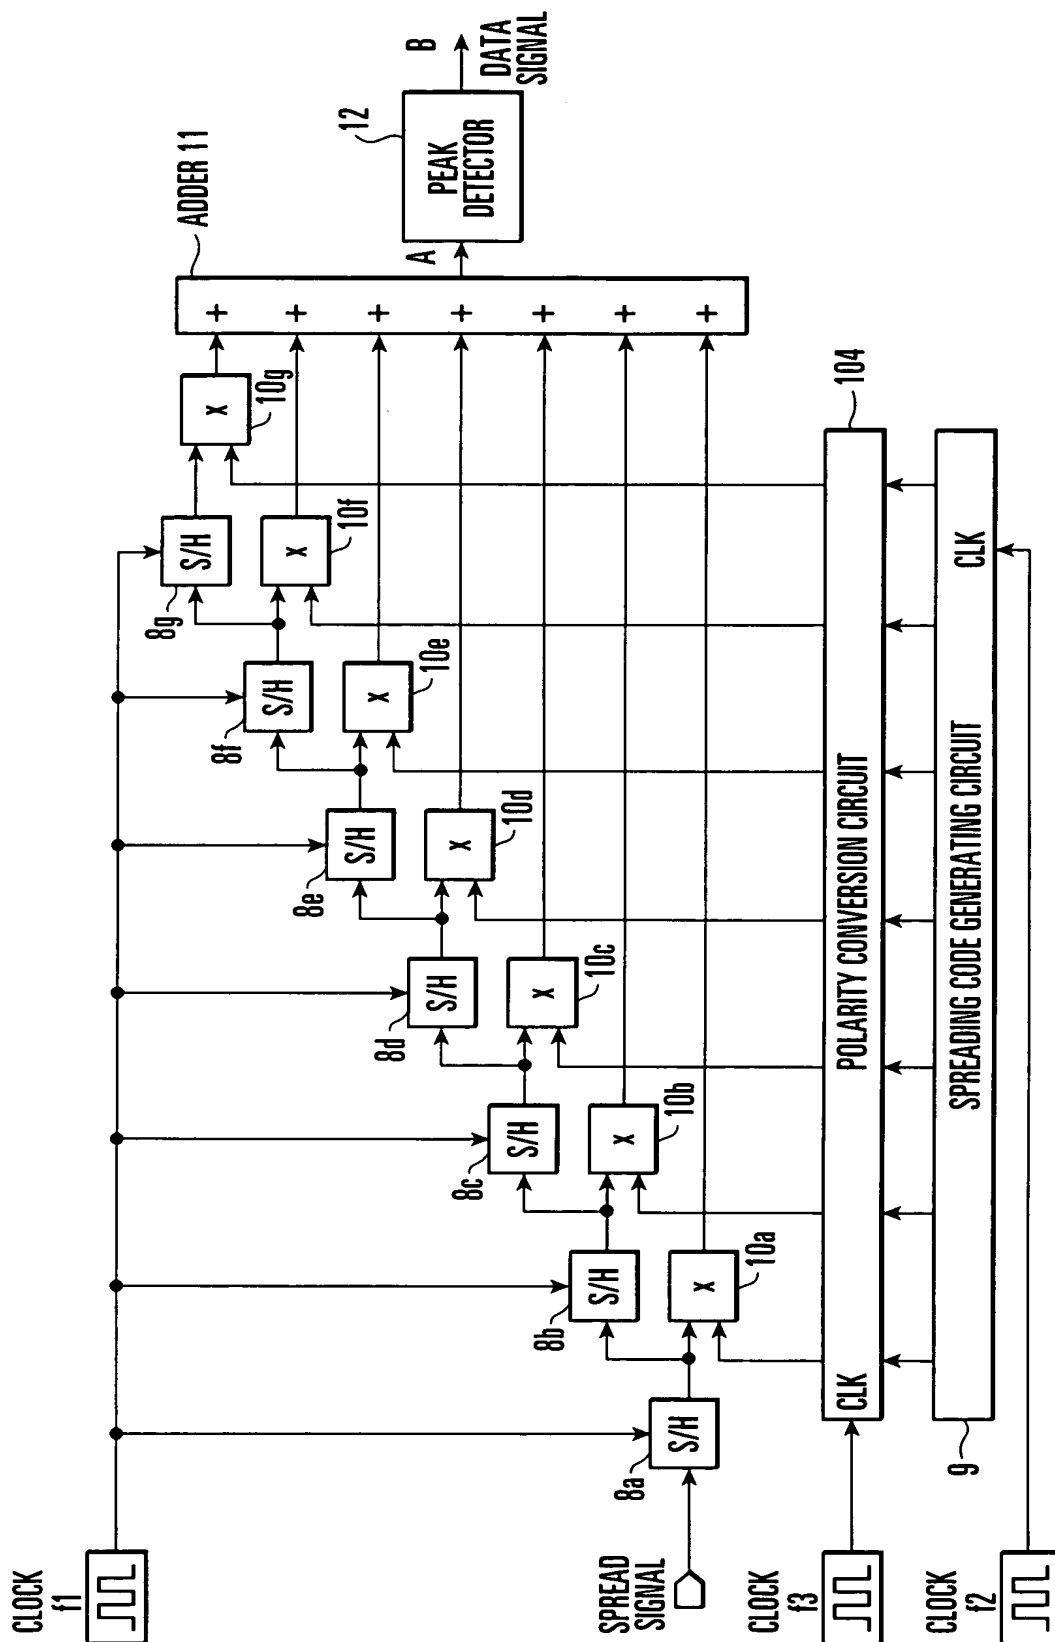 CLOCK
f1
SPREAD
SIGNAL
CLOCK
f3
CLOCK
f2
8a
S/H
8b
S/H
8c
S/H
8d
S/H
8e
S/H
8f
S/H
8g
S/H
X
10a
X
10b
X
10c
X
10d
X
10e
X
10f
X
10g
ADDER 11
+
+
+
+
+
+
+
A
PEAK
DETECTOR
12
B
DATA
SIGNAL
CLK
POLARITY CONVERSION CIRCUIT
104
SPREADING CODE GENERATING CIRCUIT
CLK
9